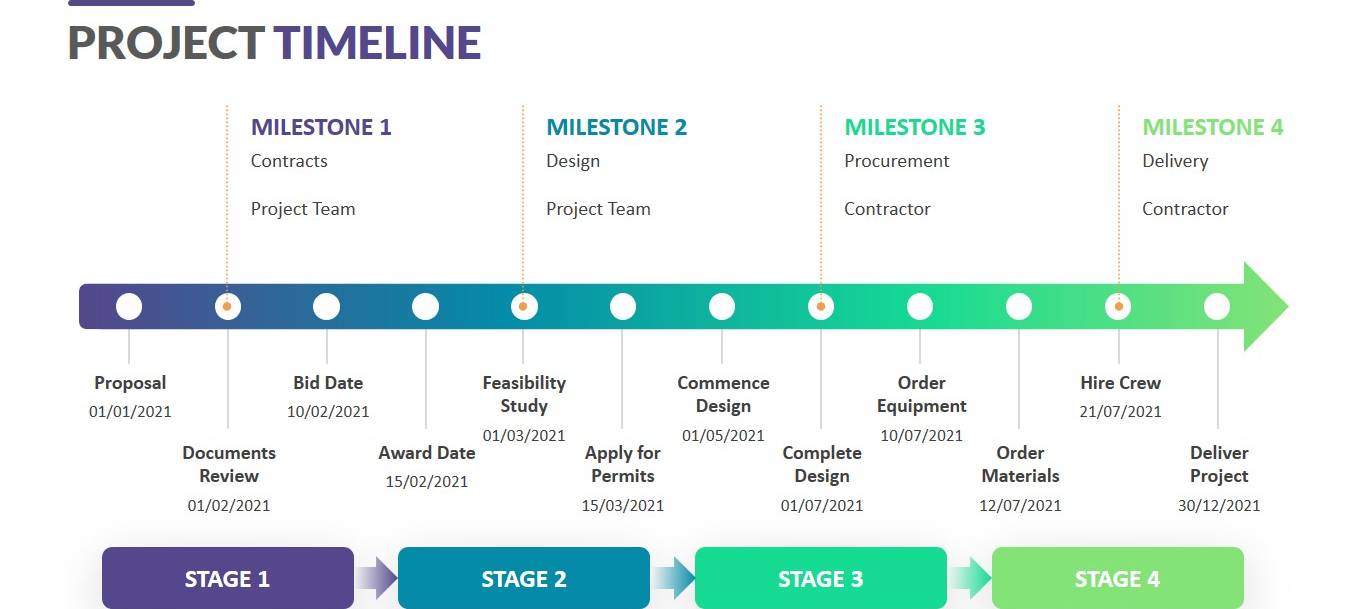 PROJECT TIMELINE
MILESTONE 1
Contracts
Project Team
MILESTONE 2
Design
Project Team
MILESTONE 3
Procurement
Contractor
MILESTONE 4
Delivery
Contractor
Proposal
01/01/2021
Documents
Review
01/02/2021
Bid Date
10/02/2021
Award Date
15/02/2021
Feasibility
Study
01/03/2021
Apply for
Permits
15/03/2021
Commence
Design
01/05/2021
Complete
Design
01/07/2021
Order
Equipment
10/07/2021
Order
Materials
12/07/2021
Hire Crew
21/07/2021
Deliver
Project
30/12/2021
STAGE 1
STAGE 2
STAGE 3
STAGE 4